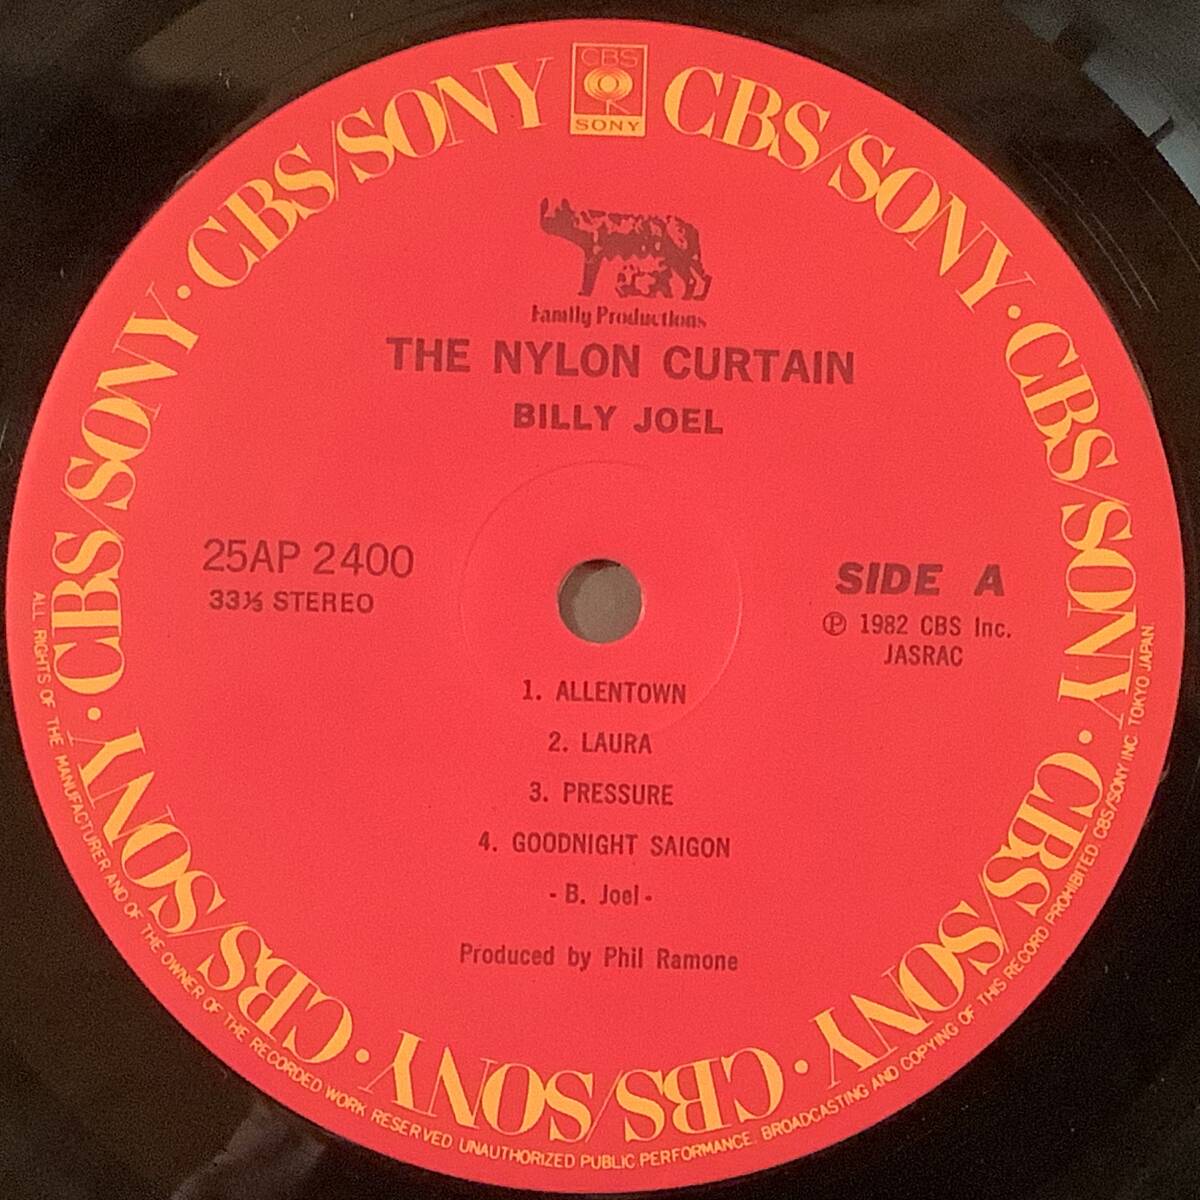 CBS
SONY
CBS/SONY · CBS/SONY · CBS/SONY · CBS/SONY · CBS/SONY · CBS/SONY · CBS/SONY · CBS/SONY
Family Productions
THE NYLON CURTAIN
BILLY JOEL
25AP 2400
33⅓ STEREO
SIDE A
℗ 1982 CBS Inc.
JASRAC
1. ALLENTOWN
2. LAURA
3. PRESSURE
4. GOODNIGHT SAIGON
- B. Joel -
Produced by Phil Ramone
ALL RIGHTS OF THE MANUFACTURER AND OF THE OWNER OF THE RECORDED WORK RESERVED UNAUTHORIZED PUBLIC PERFORMANCE BROADCASTING AND COPYING OF THIS RECORD PROHIBITED CBS/SONY INC. TOKYO JAPAN.